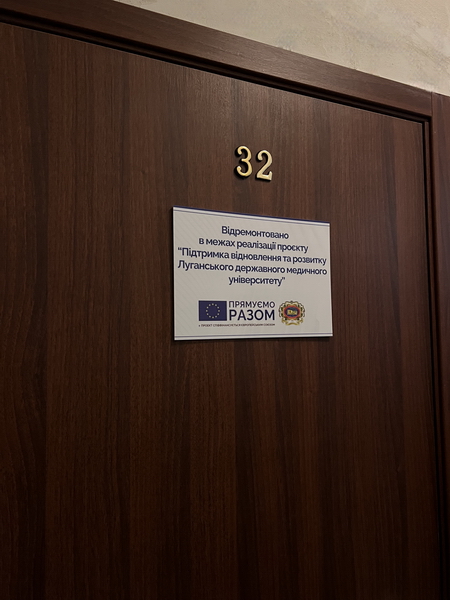 32
Відремонтовано
в межах реалізації проєкту
“Підтримка відновлення та розвитку
Луганського державного медичного
університету”
ПРЯМУЄМО
РАЗОМ